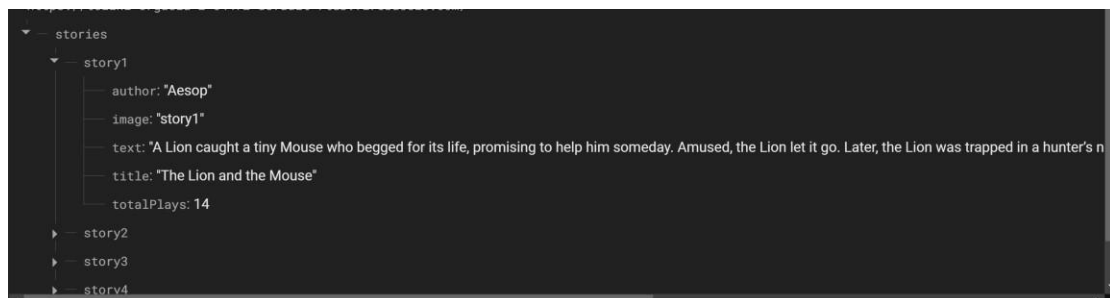 stories
story1
author: "Aesop"
image: "story1"
text: "A Lion caught a tiny Mouse who begged for its life, promising to help him someday. Amused, the Lion let it go. Later, the Lion was trapped in a hunter's n
title: "The Lion and the Mouse"
totalPlays: 14
story2
story3
story4